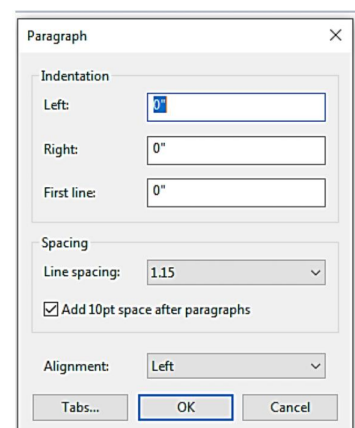 Paragraph
Indentation
Left: 0"
Right: 0"
First line: 0"
Spacing
Line spacing: 1.15
Add 10pt space after paragraphs
Alignment: Left
Tabs... OK Cancel